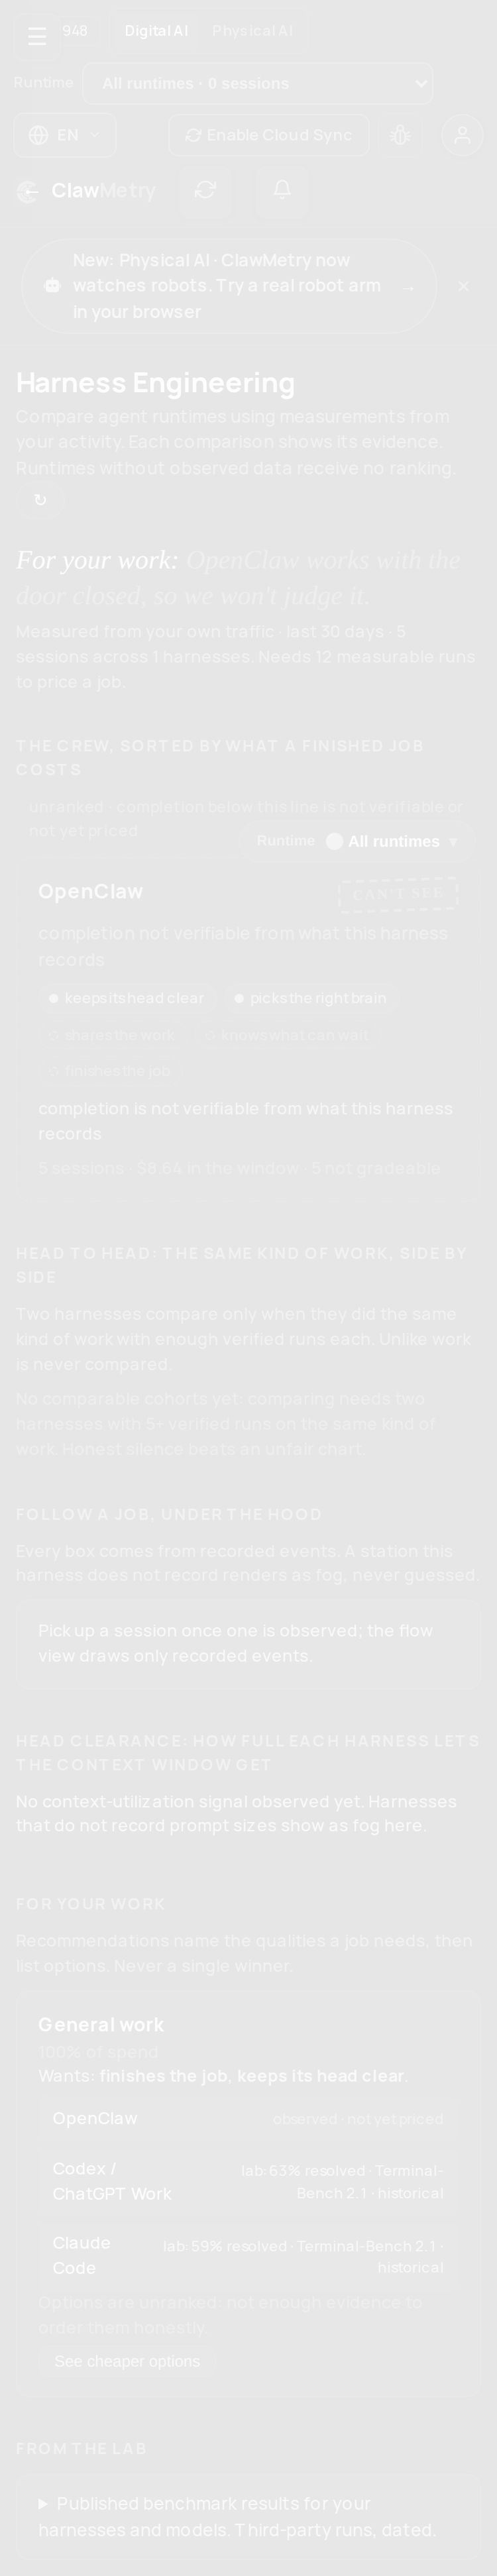 948 Digital AI Physical AI
Runtime All runtimes · 0 sessions
EN Enable Cloud Sync
ClawMetry
New: Physical AI · ClawMetry now
watches robots. Try a real robot arm →
in your browser
Harness Engineering
Compare agent runtimes using measurements from
your activity. Each comparison shows its evidence.
Runtimes without observed data receive no ranking.
↻
For your work: OpenClaw works with the
door closed, so we won't judge it.
Measured from your own traffic · last 30 days · 5
sessions across 1 harnesses. Needs 12 measurable runs
to price a job.
THE CREW, SORTED BY WHAT A FINISHED JOB
COSTS
unranked · completion below this line is not verifiable or
not yet priced
Runtime All runtimes ▾
OpenClaw CAN'T SEE
completion not verifiable from what this harness
records
● keeps its head clear ● picks the right brain
shares the work knows what can wait
finishes the job
completion is not verifiable from what this harness
records
5 sessions · $8.64 in the window · 5 not gradeable
HEAD TO HEAD: THE SAME KIND OF WORK, SIDE BY
SIDE
Two harnesses compare only when they did the same
kind of work with enough verified runs each. Unlike work
is never compared.
No comparable cohorts yet: comparing needs two
harnesses with 5+ verified runs on the same kind of
work. Honest silence beats an unfair chart.
FOLLOW A JOB, UNDER THE HOOD
Every box comes from recorded events. A station this
harness does not record renders as fog, never guessed.
Pick up a session once one is observed; the flow
view draws only recorded events.
HEAD CLEARANCE: HOW FULL EACH HARNESS LETS
THE CONTEXT WINDOW GET
No context-utilization signal observed yet. Harnesses
that do not record prompt sizes show as fog here.
FOR YOUR WORK
Recommendations name the qualities a job needs, then
list options. Never a single winner.
General work
100% of spend
Wants: finishes the job, keeps its head clear.
OpenClaw observed · not yet priced
Codex / lab: 63% resolved · Terminal-
ChatGPT Work Bench 2.1 · historical
Claude lab: 59% resolved · Terminal-Bench 2.1 ·
Code historical
Options are unranked: not enough evidence to
order them honestly.
See cheaper options
FROM THE LAB
▶ Published benchmark results for your
harnesses and models. Third-party runs, dated.